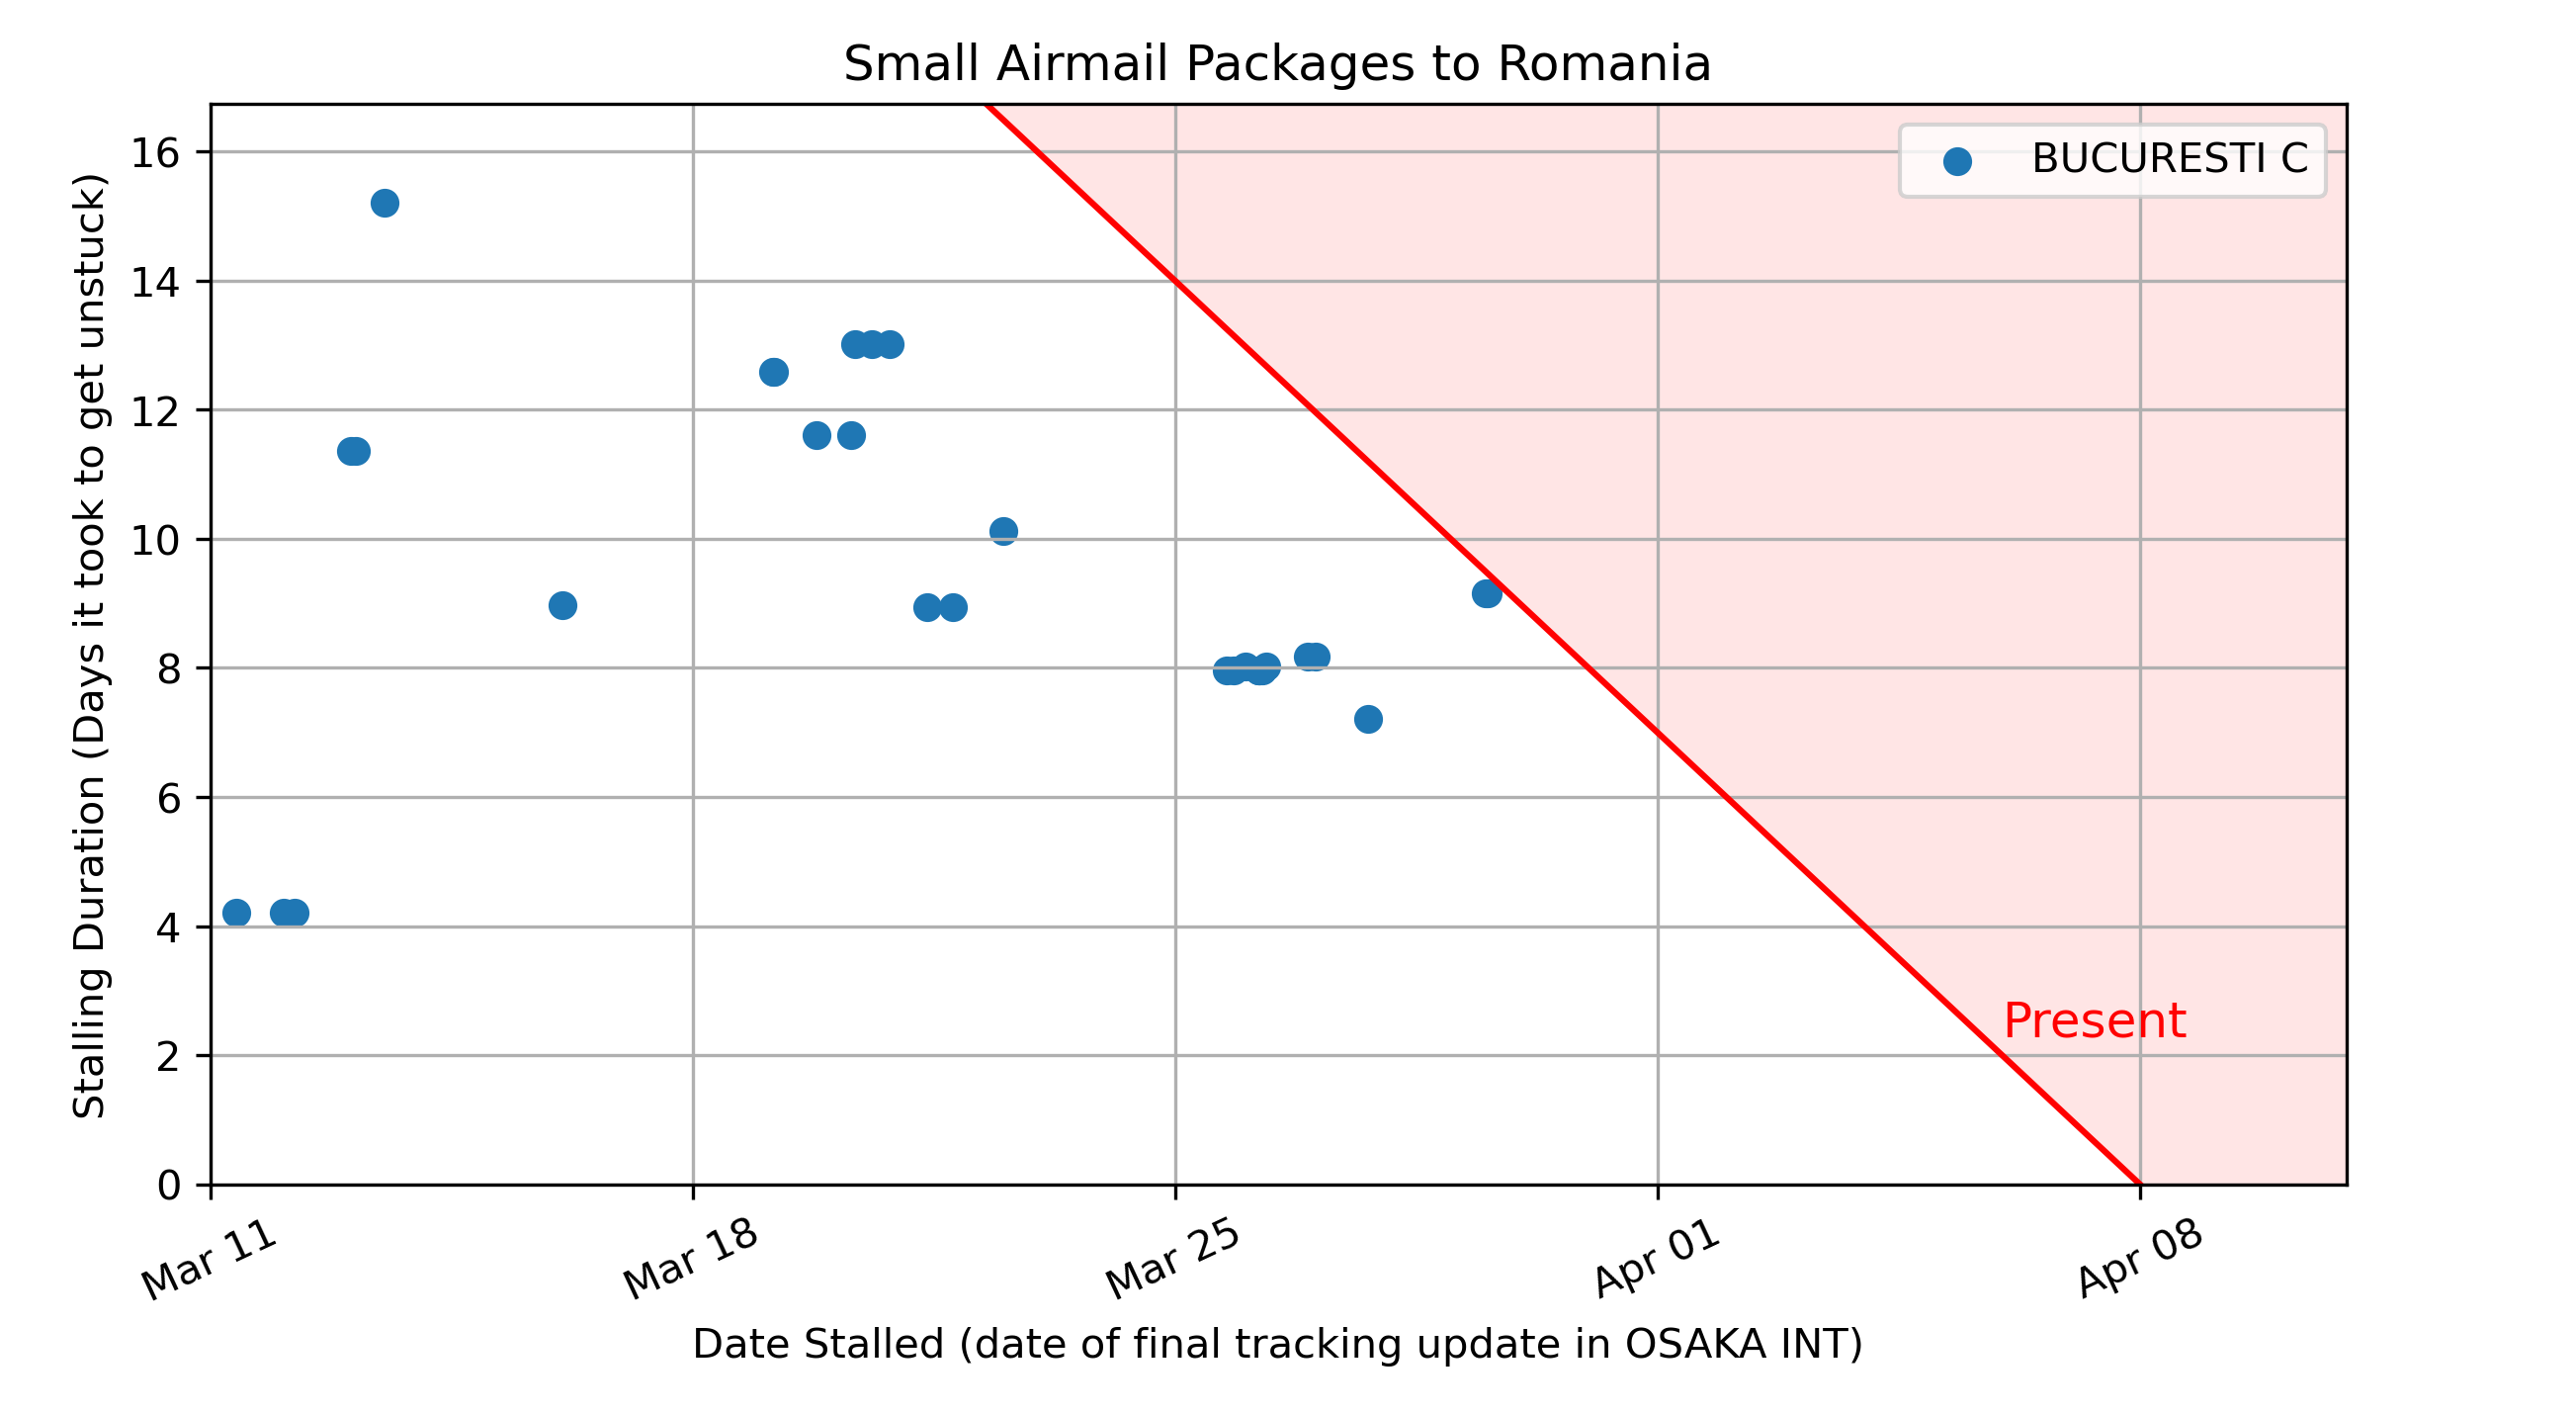 Small Airmail Packages to Romania
BUCURESTI C
Stalling Duration (Days it took to get unstuck)
16
14
12
10
8
6
4
2
0
Present
Mar 11
Mar 18
Mar 25
Apr 01
Apr 08
Date Stalled (date of final tracking update in OSAKA INT)